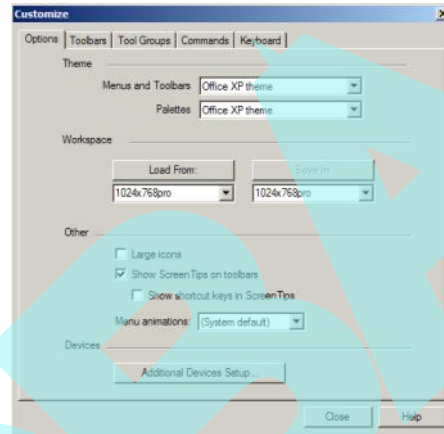 Customize
Options Toolbars Tool Groups Commands Keyboard
Theme
Menus and Toolbars Office XP theme
Palettes Office XP theme
Workspace
Load From: Save In:
1024x768pro 1024x768pro
Other
Large icons
Show ScreenTips on toolbars
Show shortcut keys in ScreenTips
Menu animations: (System default)
Devices
Additional Devices Setup...
Close Help